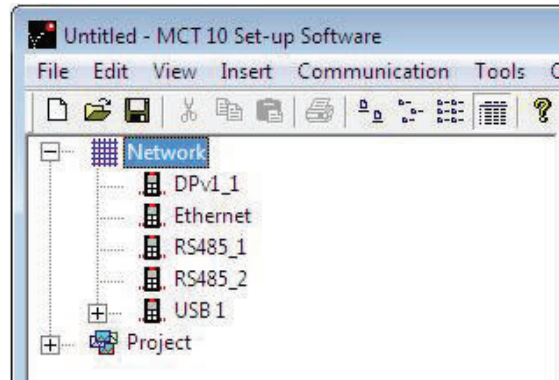 Untitled - MCT 10 Set-up Software
File Edit View Insert Communication Tools
Network
DPv1_1
Ethernet
RS485_1
RS485_2
USB 1
Project